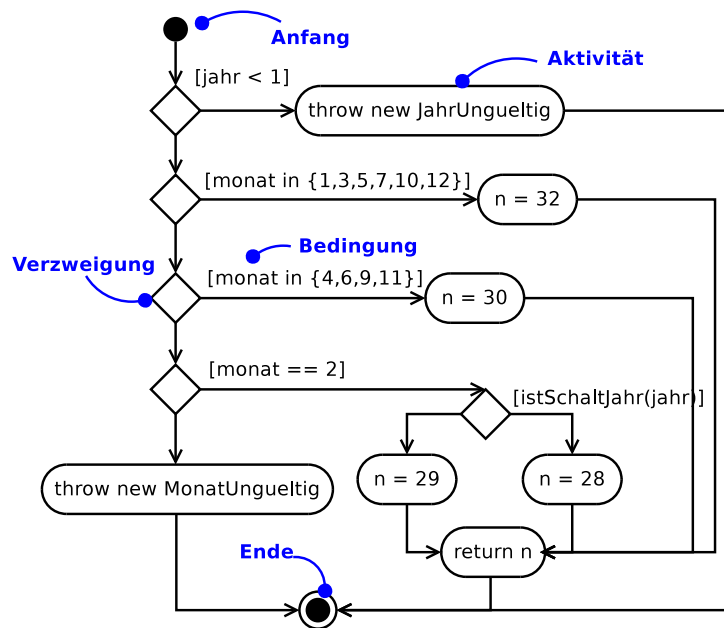 Anfang
Aktivität
[jahr < 1]
throw new JahrUngueltig
[monat in {1,3,5,7,10,12}]
n = 32
Bedingung
Verzweigung
[monat in {4,6,9,11}]
n = 30
[monat == 2]
[istSchaltJahr(jahr)]
n = 29
n = 28
throw new MonatUngueltig
Ende
return n